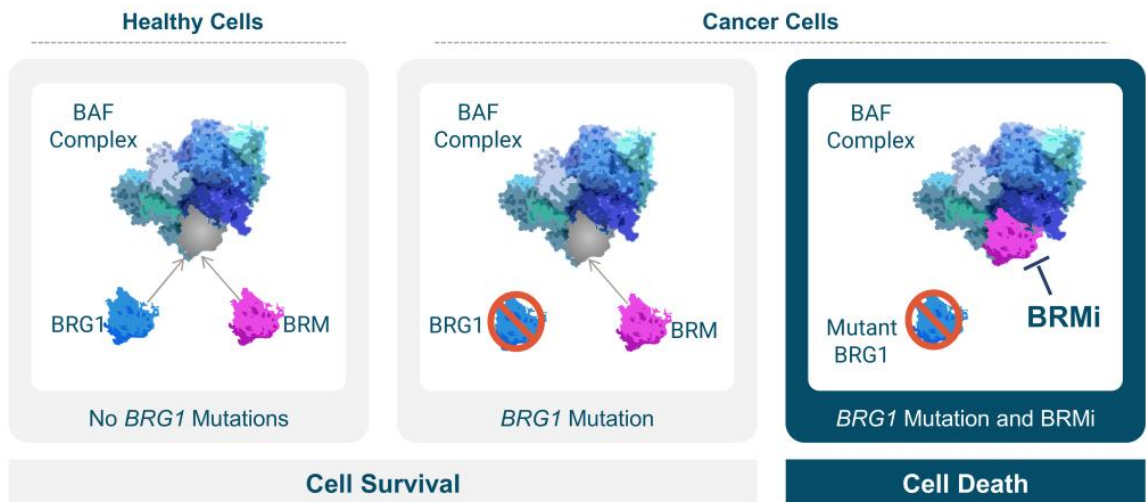 Healthy Cells
Cancer Cells
BAF
Complex
BRG1
BRM
No BRG1 Mutations
BAF
Complex
BRG1
BRM
BRG1 Mutation
BAF
Complex
Mutant
BRG1
BRMi
BRG1 Mutation and BRMi
Cell Survival
Cell Death